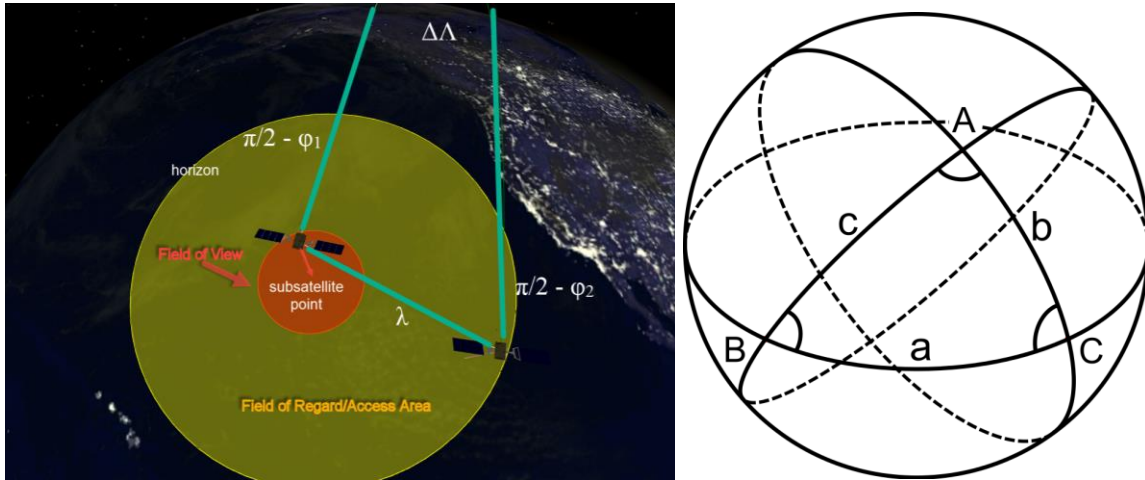 ΔΛ
π/2 - φ₁
horizon
Field of View
subsatellite
point
λ
π/2 - φ₂
Field of Regard/Access Area
A
c
b
B
a
C